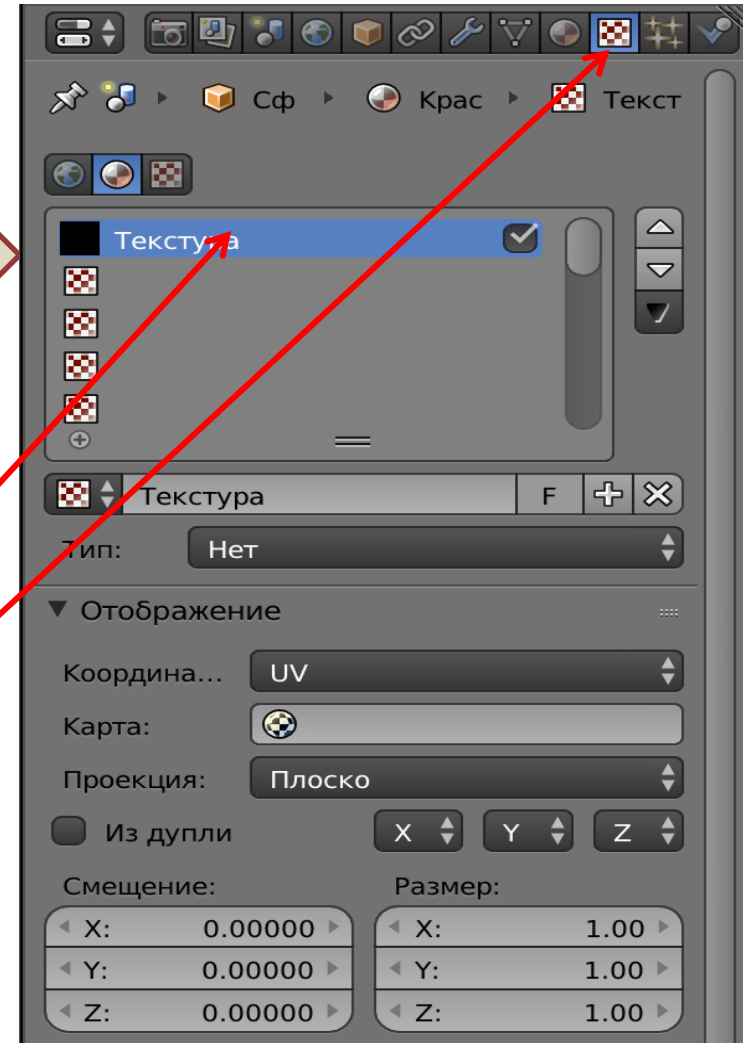 Сф Крас Текст
Текстура
Текстура F
Тип: Нет
Отображение
Координа... UV
Карта:
Проекция: Плоско
Из дупли X Y Z
Смещение: Размер:
X: 0.00000 X: 1.00
Y: 0.00000 Y: 1.00
Z: 0.00000 Z: 1.00